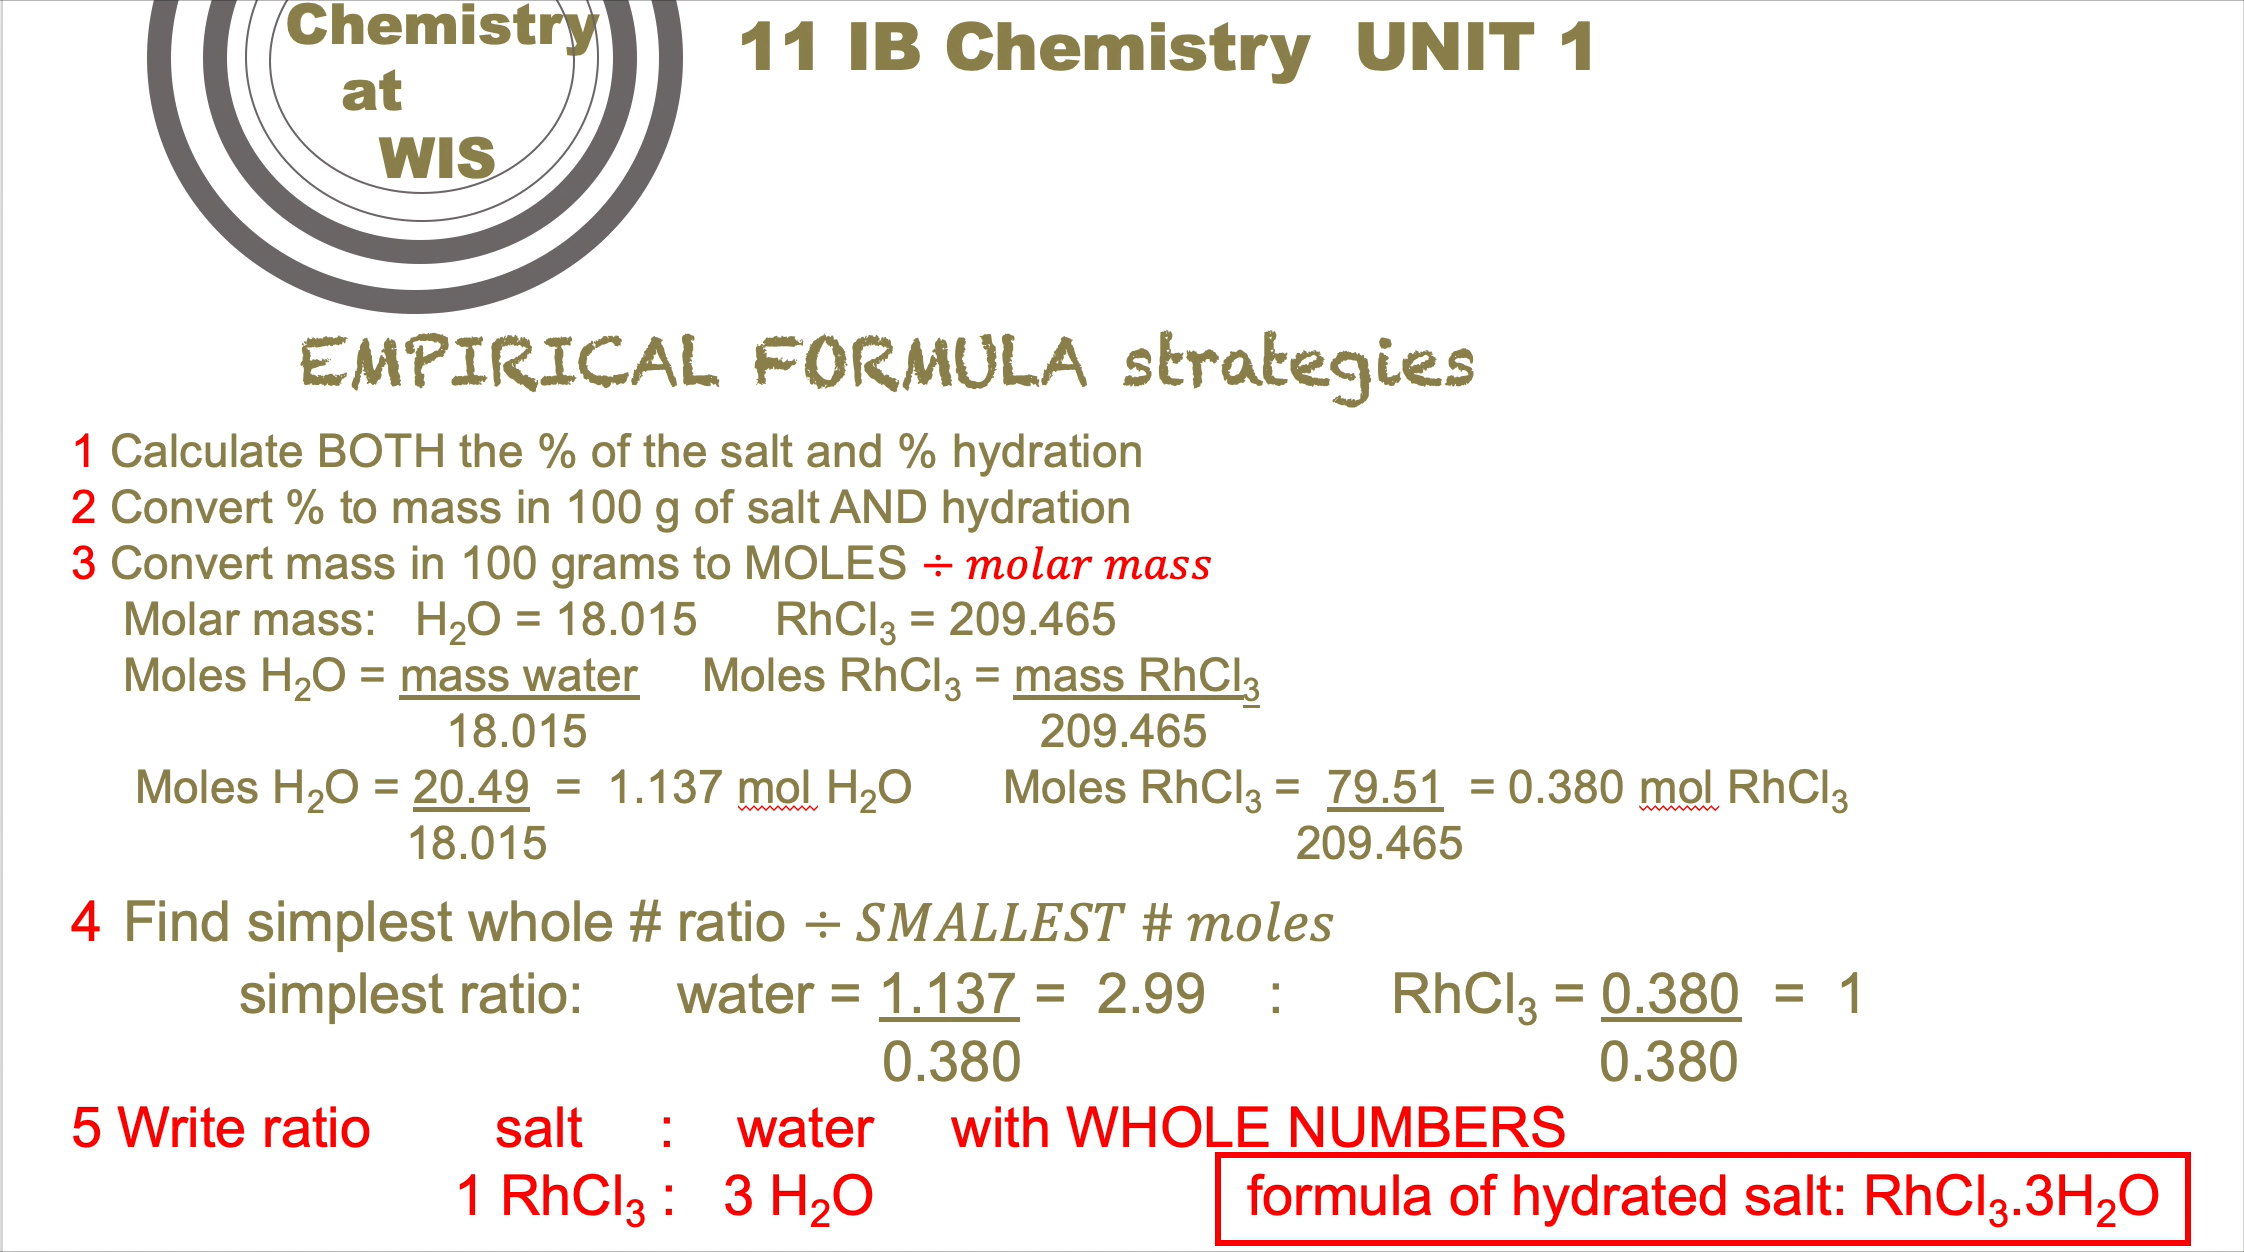 Chemistry
at
WIS
11 IB Chemistry UNIT 1
EMPIRICAL FORMULA strategies
1 Calculate BOTH the % of the salt and % hydration
2 Convert % to mass in 100 g of salt AND hydration
3 Convert mass in 100 grams to MOLES ÷ molar mass
Molar mass: H₂O = 18.015 RhCl₃ = 209.465
Moles H₂O = mass water Moles RhCl₃ = mass RhCl₃
18.015 209.465
Moles H₂O = 20.49 = 1.137 mol H₂O Moles RhCl₃ = 79.51 = 0.380 mol RhCl₃
18.015 209.465
4 Find simplest whole # ratio ÷ SMALLEST # moles
simplest ratio: water = 1.137 = 2.99 : RhCl₃ = 0.380 = 1
0.380 0.380
5 Write ratio salt : water with WHOLE NUMBERS
1 RhCl₃ : 3 H₂O formula of hydrated salt: RhCl₃.3H₂O